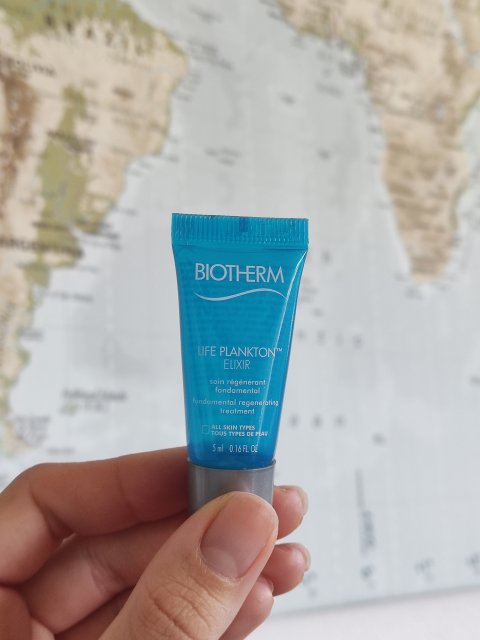 BIOTHERM
LIFE PLANKTON™
ELIXIR
soin régénérant
fondamental
fundamental regenerating
treatment
ALL SKIN TYPES
TOUS TYPES DE PEAU
5 ml 0.16 FL OZ